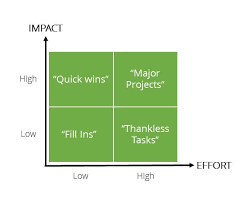 IMPACT
High
“Quick wins”
“Major
Projects”
Low
“Fill Ins”
“Thankless
Tasks”
EFFORT
Low
High